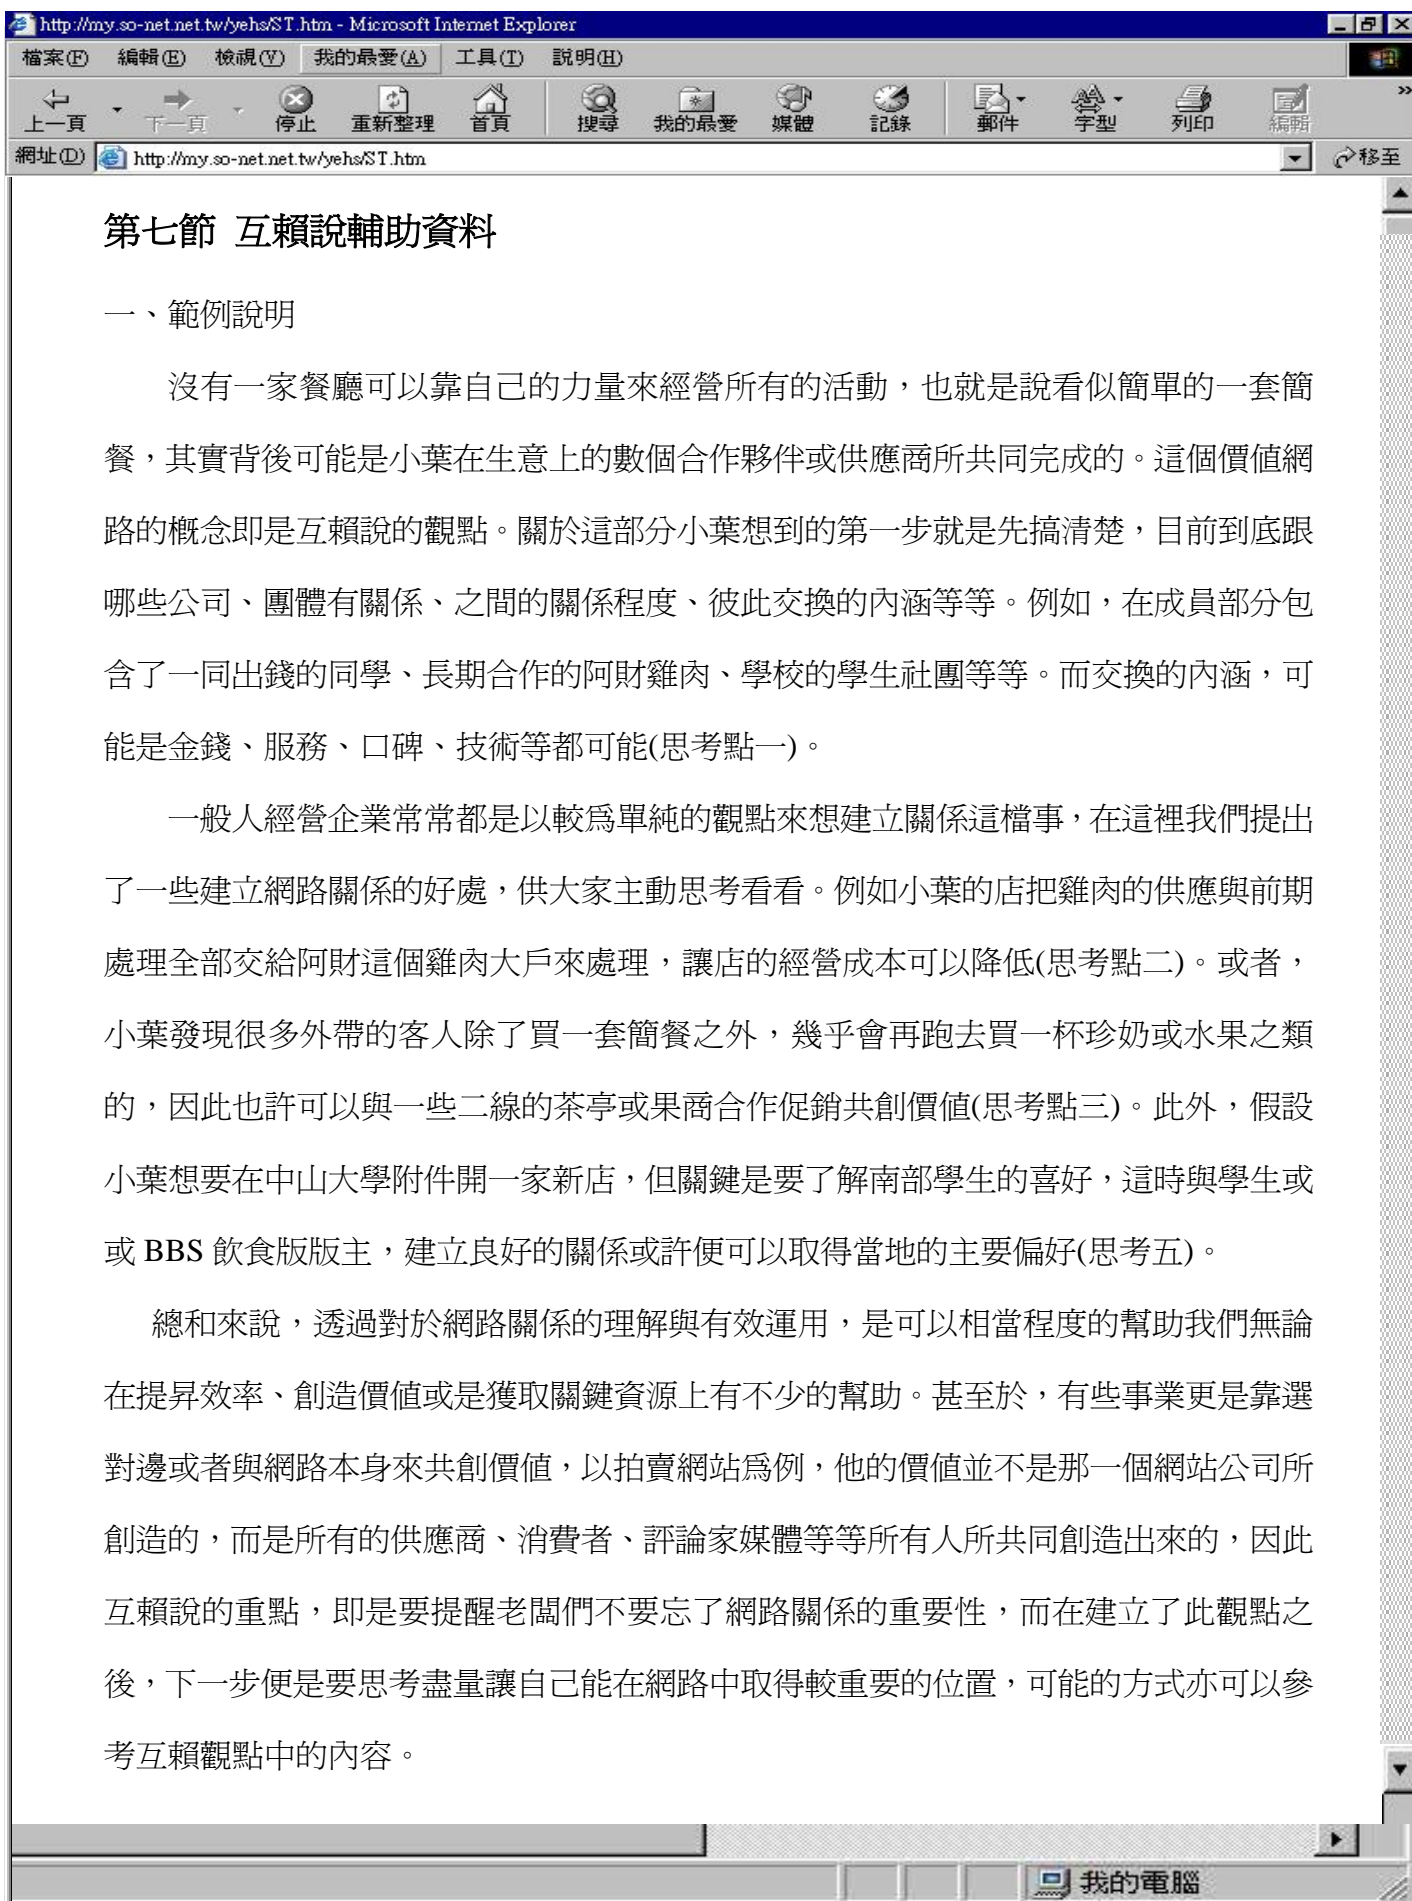 http://my.so-net.net.tw/yehs/ST.htm - Microsoft Internet Explorer
檔案(F) 編輯(E) 檢視(V) 我的最愛(A) 工具(T) 說明(H)
上一頁 下一頁 停止 重新整理 首頁 搜尋 我的最愛 媒體 記錄 郵件 字型 列印 編輯
網址(D) http://my.so-net.net.tw/yehs/ST.htm 移至
第七節 互賴說輔助資料
一、範例說明
沒有一家餐廳可以靠自己的力量來經營所有的活動，也就是說看似簡單的一套簡
餐，其實背後可能是小葉在生意上的數個合作夥伴或供應商所共同完成的。這個價值網
路的概念即是互賴說的觀點。關於這部分小葉想到的第一步就是先搞清楚，目前到底跟
哪些公司、團體有關係、之間的關係程度、彼此交換的內涵等等。例如，在成員部分包
含了一同出錢的同學、長期合作的阿財雞肉、學校的學生社團等等。而交換的內涵，可
能是金錢、服務、口碑、技術等都可能(思考點一)。
一般人經營企業常常都是以較為單純的觀點來想建立關係這檔事，在這裡我們提出
了一些建立網路關係的好處，供大家主動思考看看。例如小葉的店把雞肉的供應與前期
處理全部交給阿財這個雞肉大戶來處理，讓店的經營成本可以降低(思考點二)。或者，
小葉發現很多外帶的客人除了買一套簡餐之外，幾乎會再跑去買一杯珍奶或水果之類
的，因此也許可以與一些二線的茶亭或果商合作促銷共創價值(思考點三)。此外，假設
小葉想要在中山大學附件開一家新店，但關鍵是要了解南部學生的喜好，這時與學生或
或 BBS 飲食版版主，建立良好的關係或許便可以取得當地的主要偏好(思考五)。
總和來說，透過對於網路關係的理解與有效運用，是可以相當程度的幫助我們無論
在提昇效率、創造價值或是獲取關鍵資源上有不少的幫助。甚至於，有些事業更是靠選
對邊或者與網路本身來共創價值，以拍賣網站為例，他的價值並不是那一個網站公司所
創造的，而是所有的供應商、消費者、評論家媒體等等所有人所共同創造出來的，因此
互賴說的重點，即是要提醒老闆們不要忘了網路關係的重要性，而在建立了此觀點之
後，下一步便是要思考盡量讓自己能在網路中取得較重要的位置，可能的方式亦可以參
考互賴觀點中的內容。
我的電腦